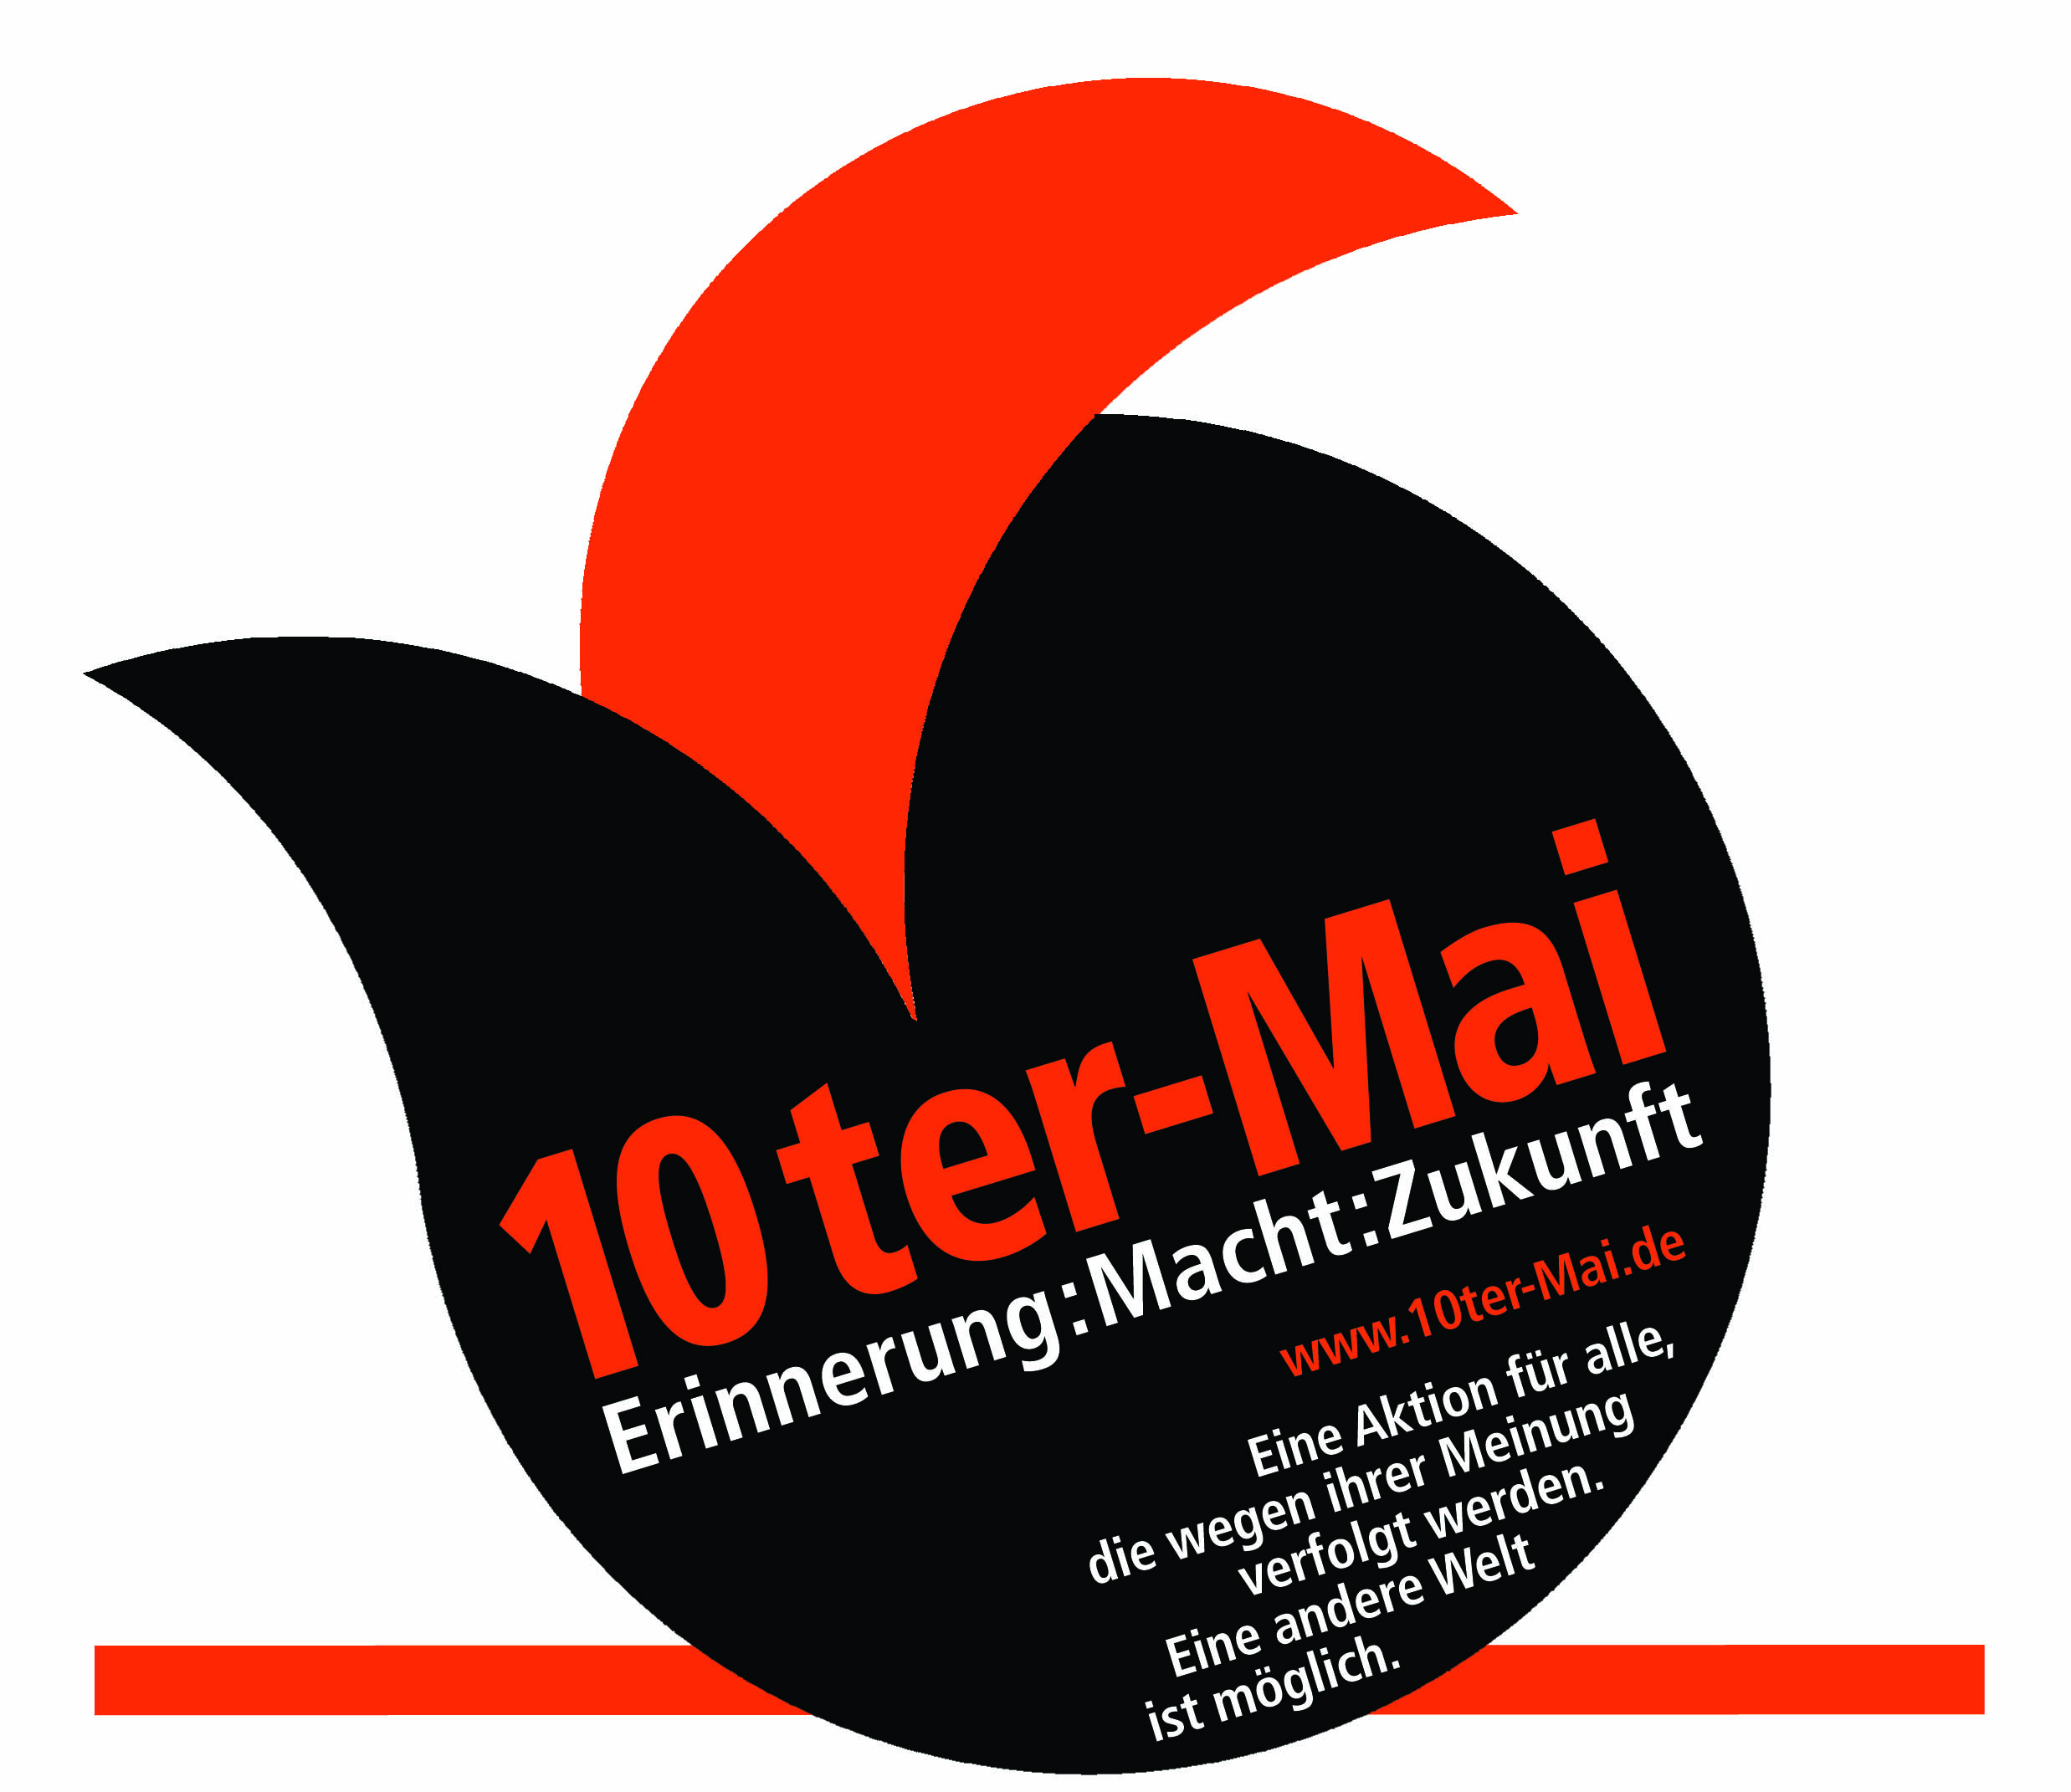 10ter-Mai
Erinnerung:Macht:Zukunft
www.10ter-Mai.de
Eine Aktion für alle,
die wegen ihrer Meinung
verfolgt werden.
Eine andere Welt
ist möglich.